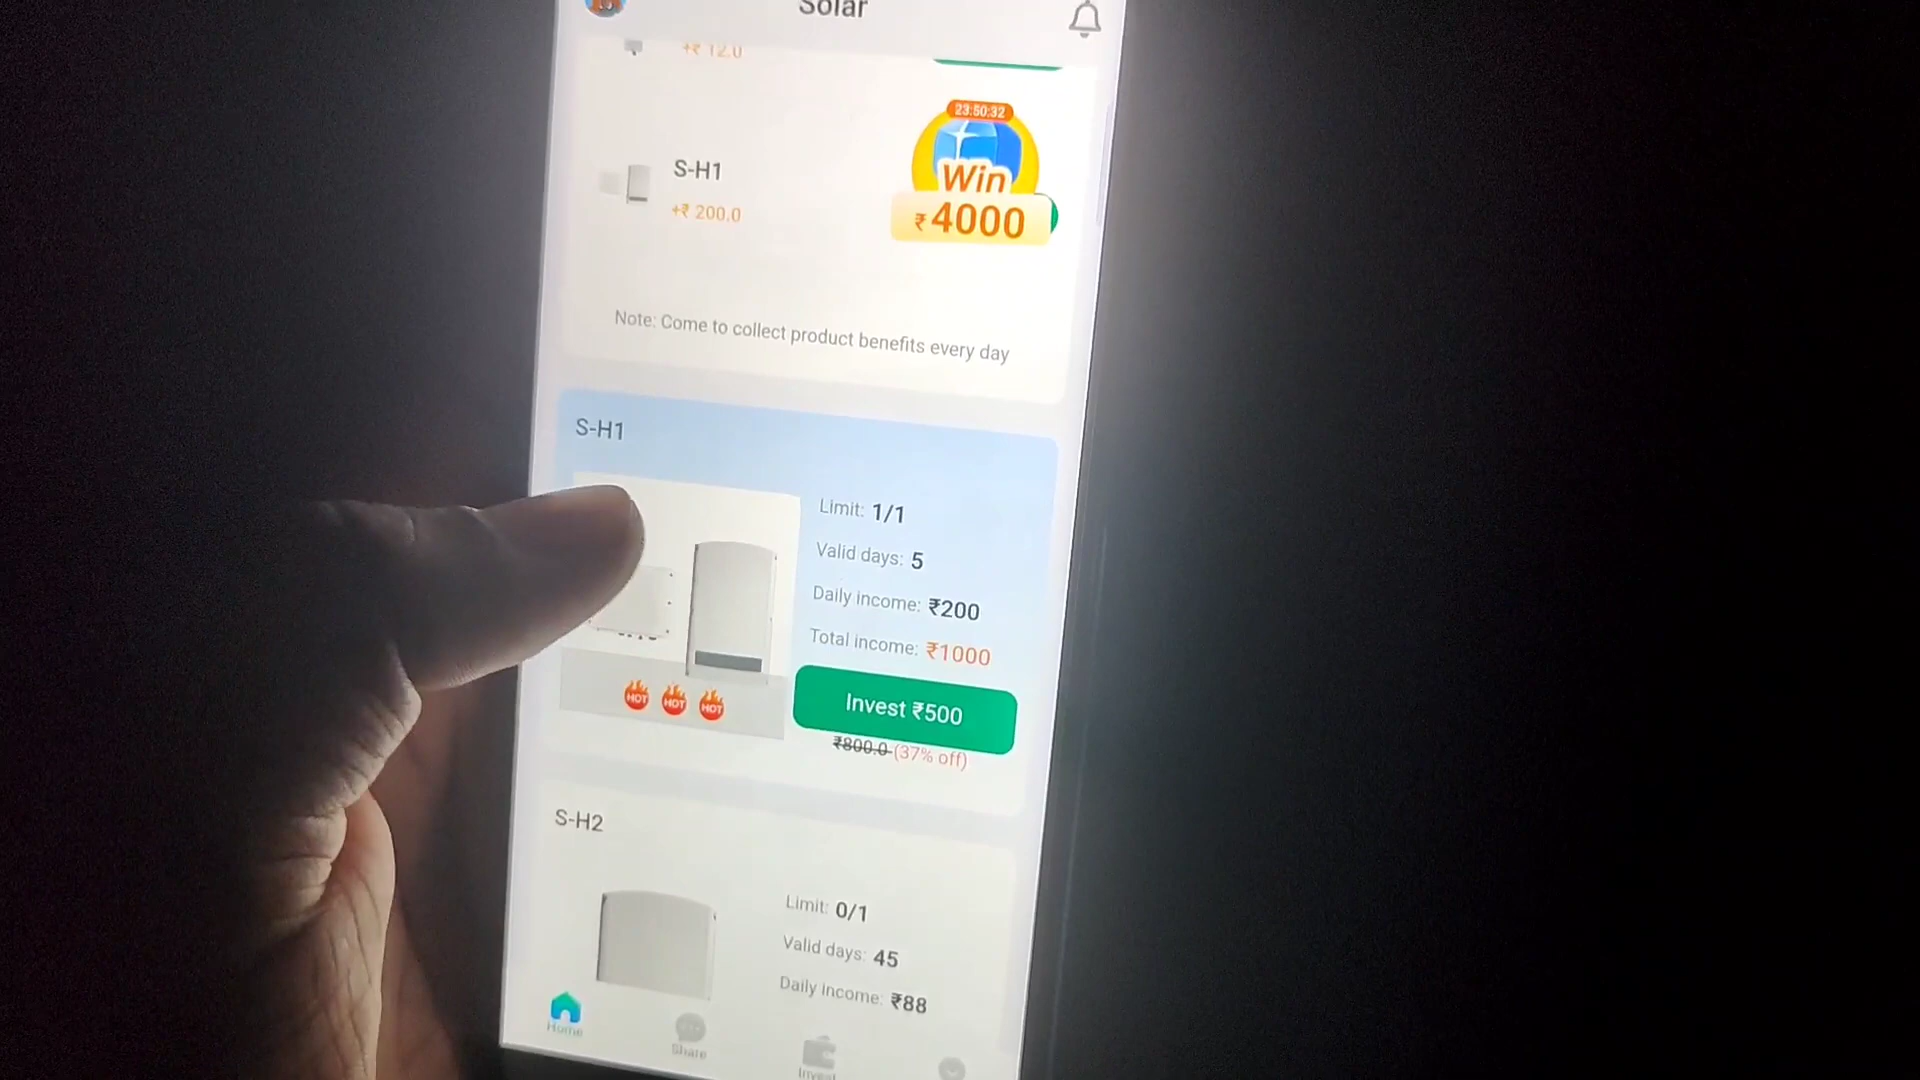 Solar
+₹ 12.0
23:50:32
Win
₹4000
S-H1
+₹ 200.0
Note: Come to collect product benefits every day
S-H1
Limit: 1/1
Valid days: 5
Daily income: ₹200
Total income: ₹1000
HOT HOT HOT
Invest ₹500
₹800.0 (37% off)
S-H2
Limit: 0/1
Valid days: 45
Daily income: ₹88
Home
Share
Invest